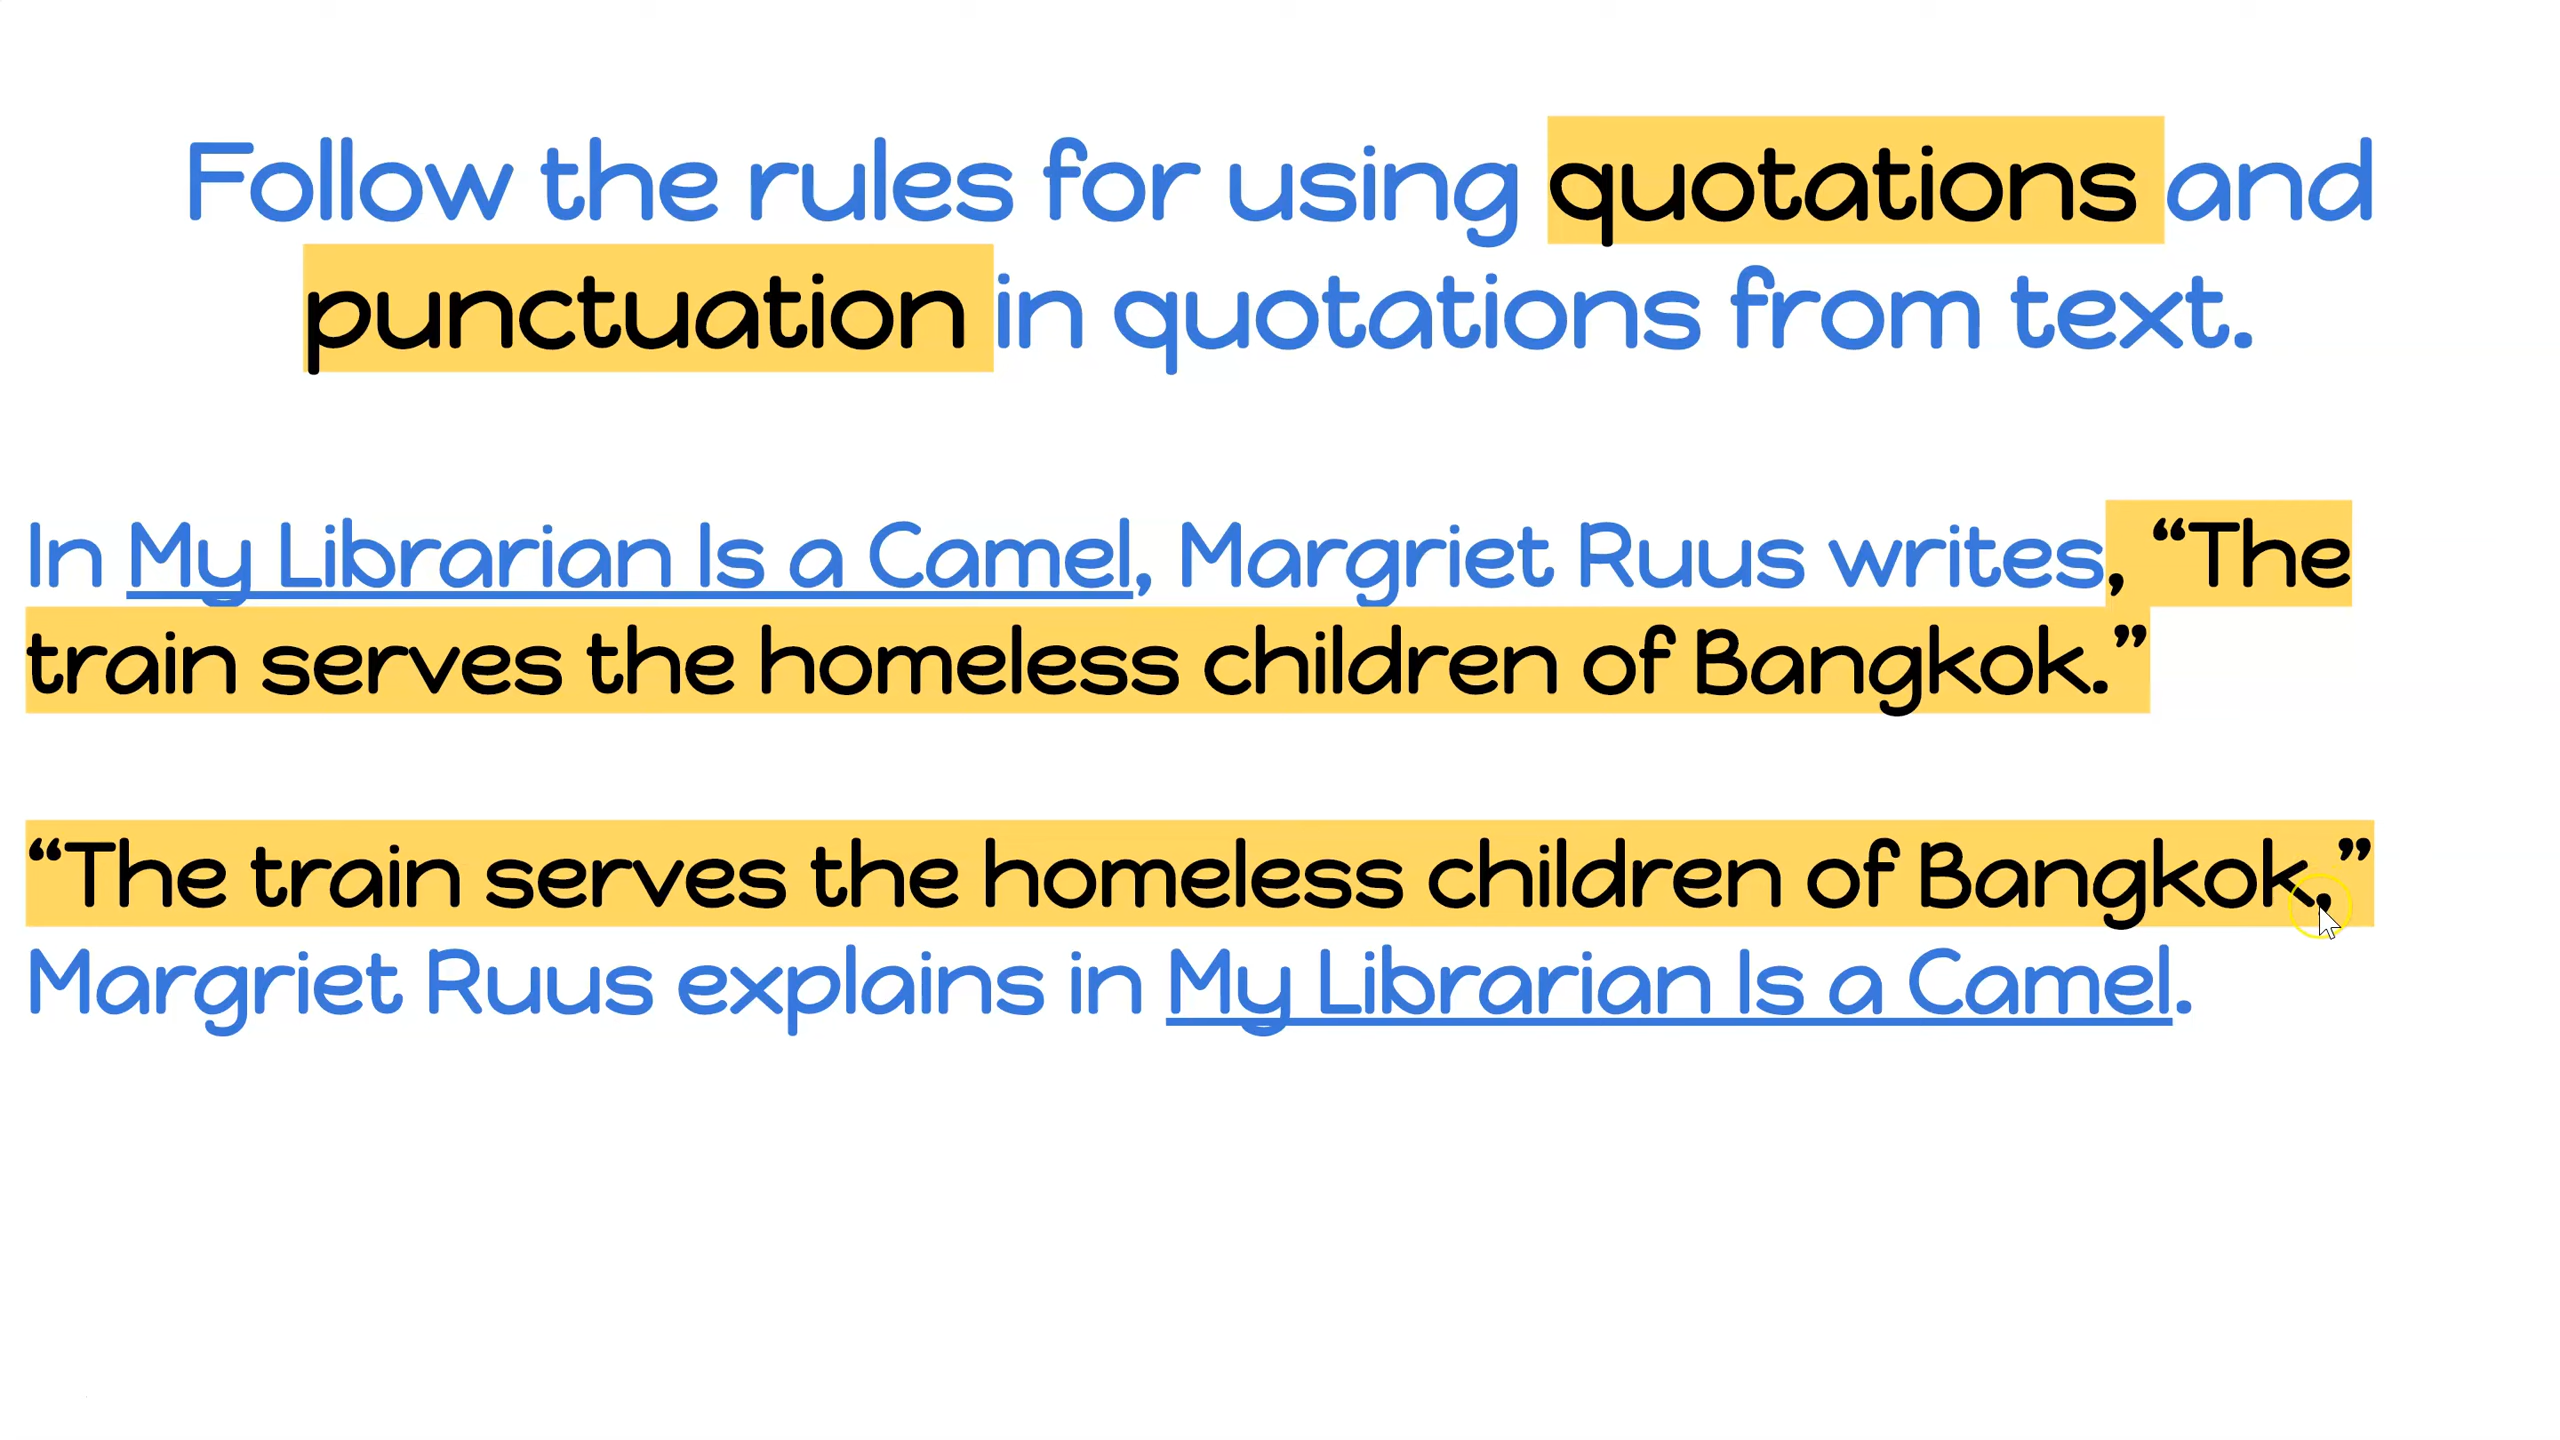 Follow the rules for using quotations and
punctuation in quotations from text.
In My Librarian Is a Camel, Margriet Ruus writes, “The
train serves the homeless children of Bangkok.”
“The train serves the homeless children of Bangkok,”
Margriet Ruus explains in My Librarian Is a Camel.